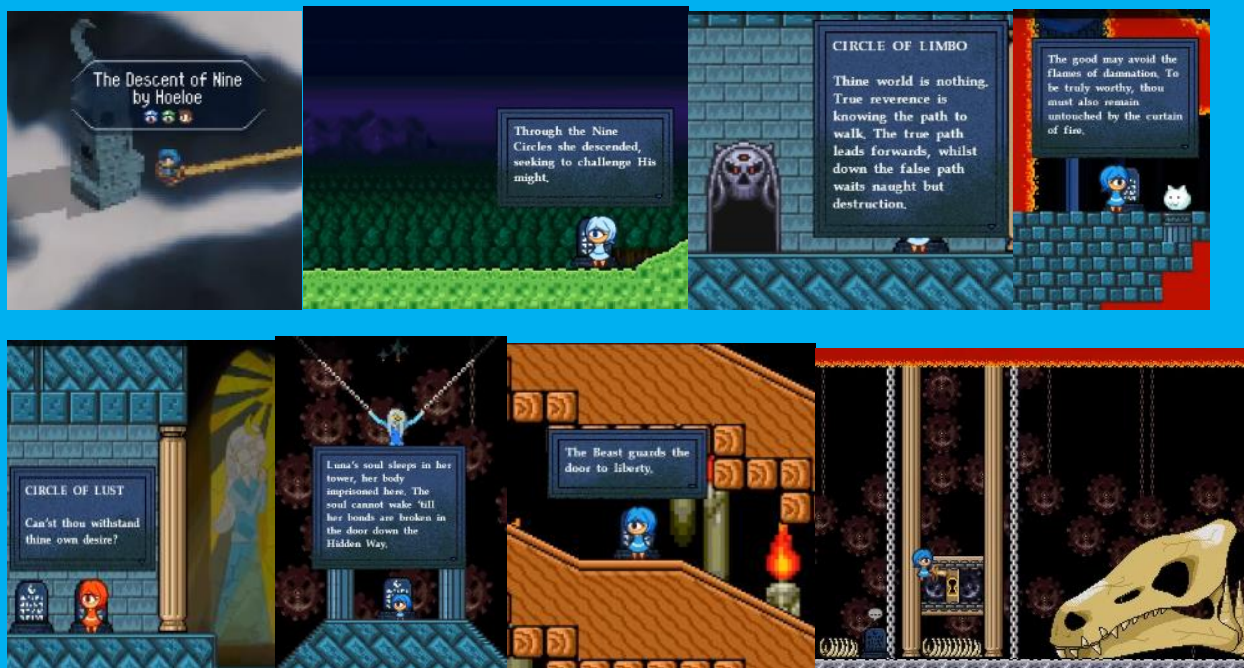 The Descent of Nine
by Hoeloe
Through the Nine
Circles she descended,
seeking to challenge His
might.
CIRCLE OF LIMBO
Thine world is nothing.
True reverence is
knowing the path to
walk. The true path
leads forwards, whilst
down the false path
waits naught but
destruction.
The good may avoid the
flames of damnation. To
be truly worthy, thou
must also remain
untouched by the curtain
of fire.
CIRCLE OF LUST
Can'st thou withstand
thine own desire?
Luna's soul sleeps in her
tower, her body
imprisoned here. The
soul cannot wake 'till
her bonds are broken in
the door down the
Hidden Way.
The Beast guards the
door to liberty.